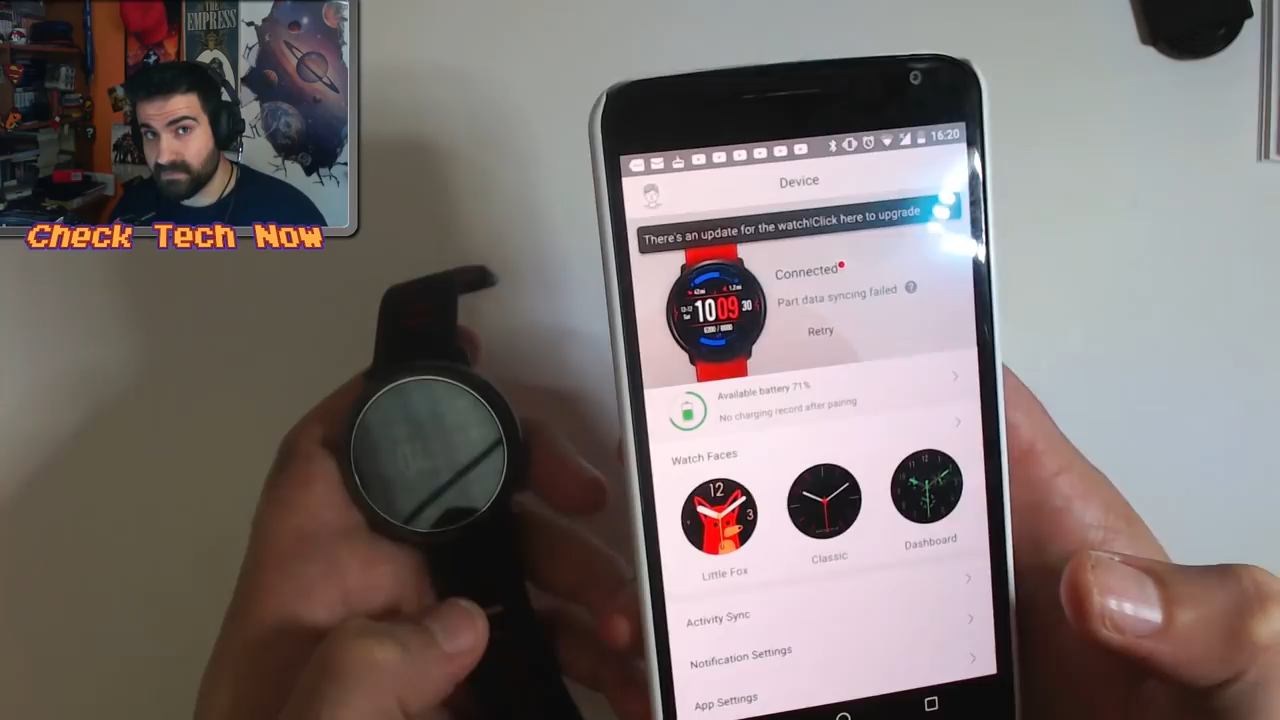 THE
EMPRESS
Check Tech Now
16:20
Device
There's an update for the watch!Click here to upgrade
Connected
Part data syncing failed ?
Retry
10 09 30
Available battery 71%
No charging record after pairing
Watch Faces
12
3
12
Little Fox
Classic
Dashboard
Activity Sync
Notification Settings
App Settings